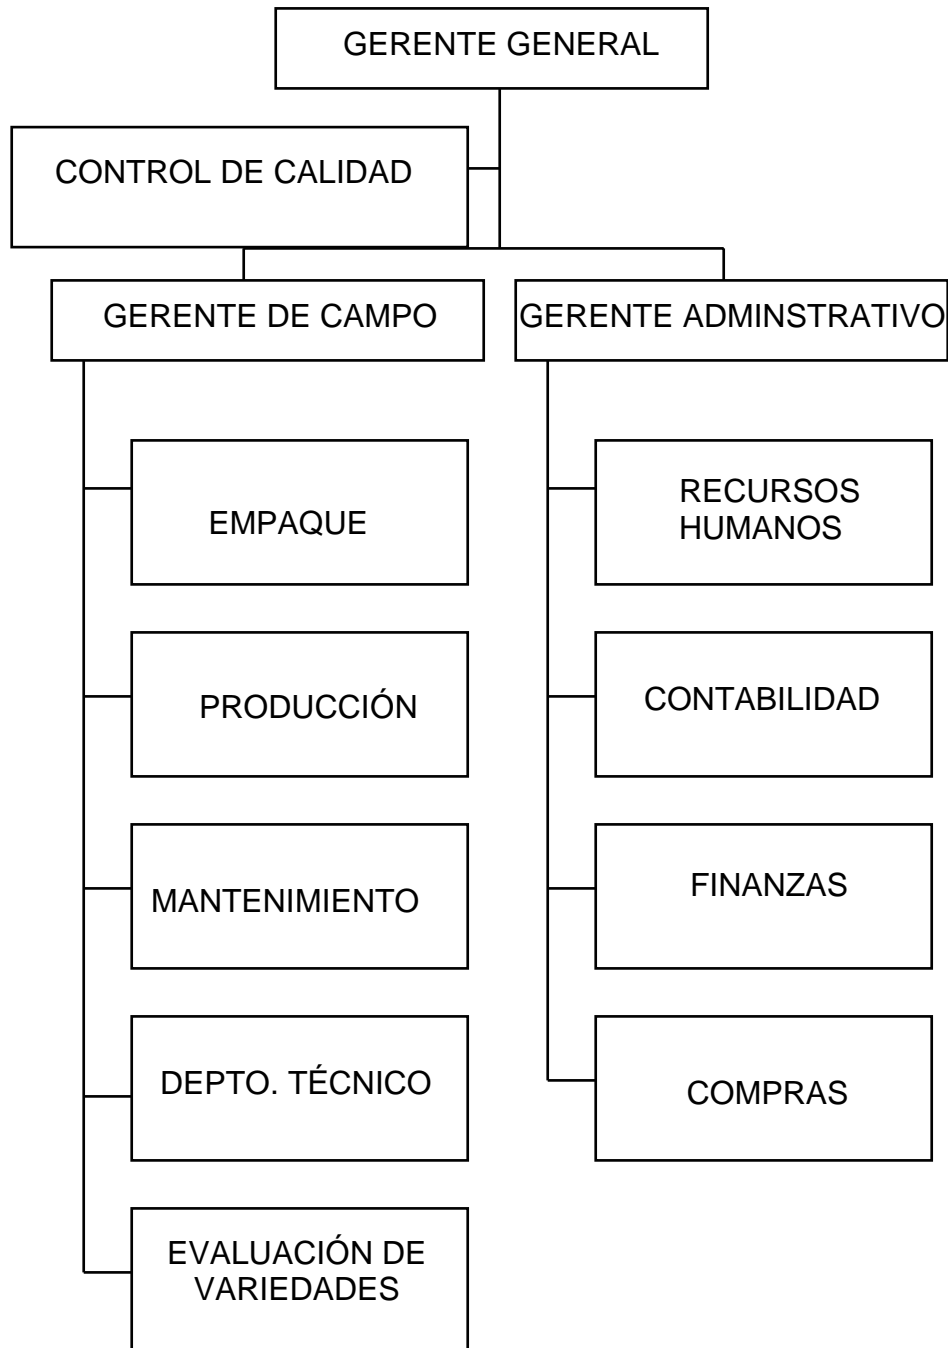 GERENTE GENERAL
CONTROL DE CALIDAD
GERENTE DE CAMPO
GERENTE ADMINSTRATIVO
EMPAQUE
RECURSOS
HUMANOS
PRODUCCIÓN
CONTABILIDAD
MANTENIMIENTO
FINANZAS
DEPTO. TÉCNICO
COMPRAS
EVALUACIÓN DE
VARIEDADES